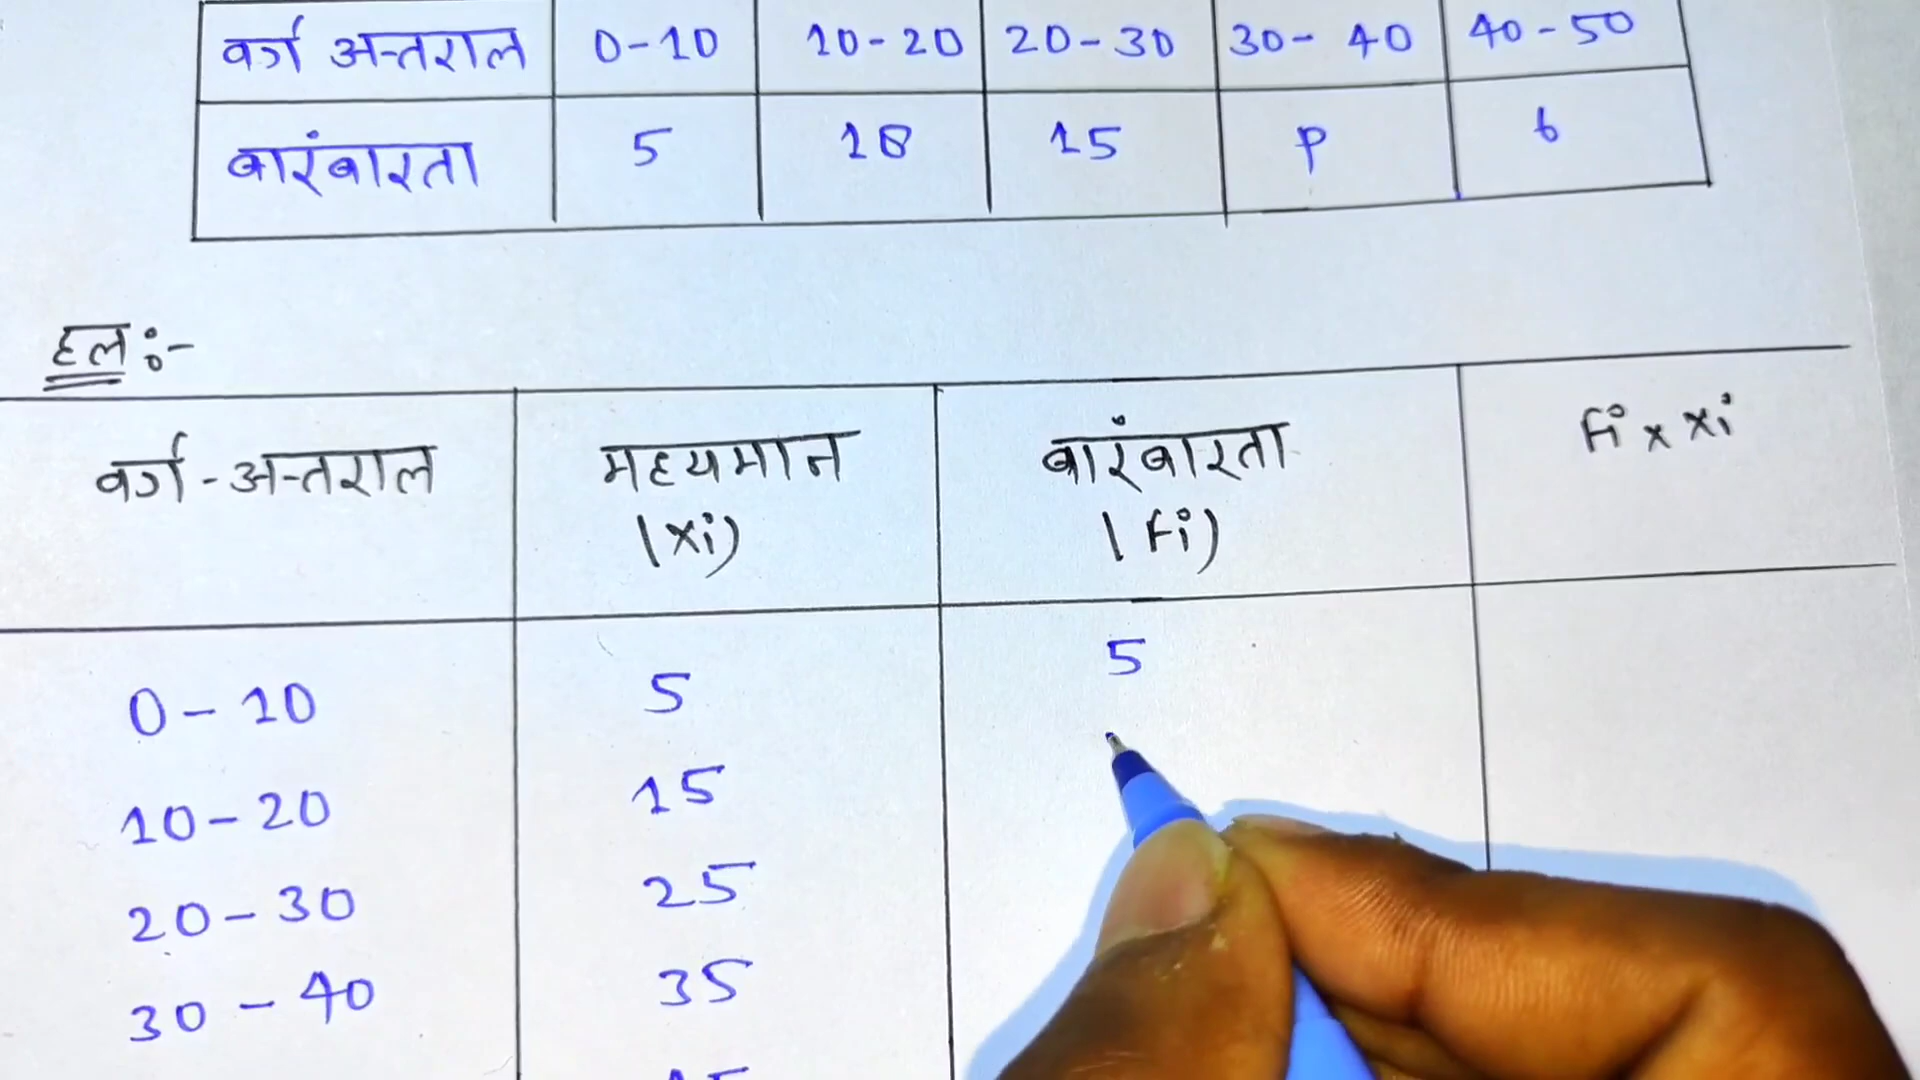 वर्ग अन्तराल 0-10 10-20 20-30 30-40 40-50
बारंबारता 5 18 15 P 6
हल :-
वर्ग-अन्तराल मध्यमान बारंबारता Fi x xi
(xi) (Fi)
0-10 5 5
10-20 15
20-30 25
30-40 35